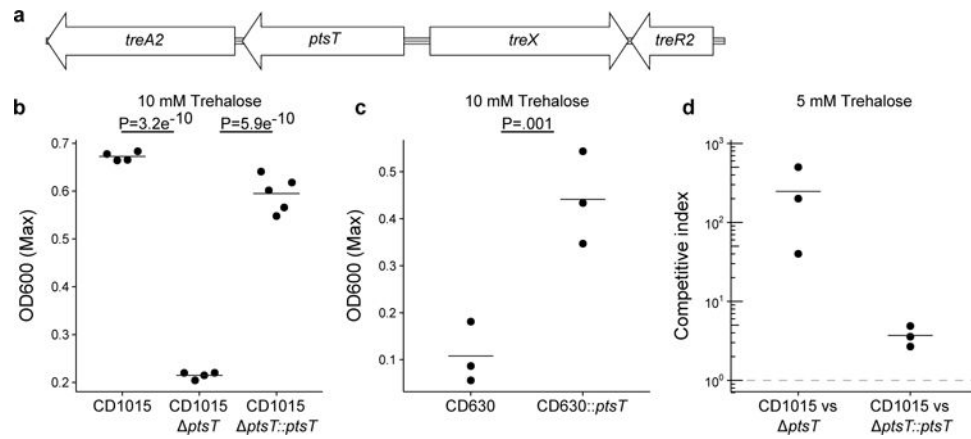 a
treA2 ptsT treX treR2
b
10 mM Trehalose
P=3.2e-10 P=5.9e-10
OD600 (Max)
0.7
0.6
0.5
0.4
0.3
0.2
CD1015
CD1015
ΔptsT
CD1015
ΔptsT::ptsT
c
10 mM Trehalose
P=.001
OD600 (Max)
0.5
0.4
0.3
0.2
0.1
CD630
CD630::ptsT
d
5 mM Trehalose
Competitive index
10³
10²
10¹
10⁰
CD1015 vs
ΔptsT
CD1015 vs
ΔptsT::ptsT